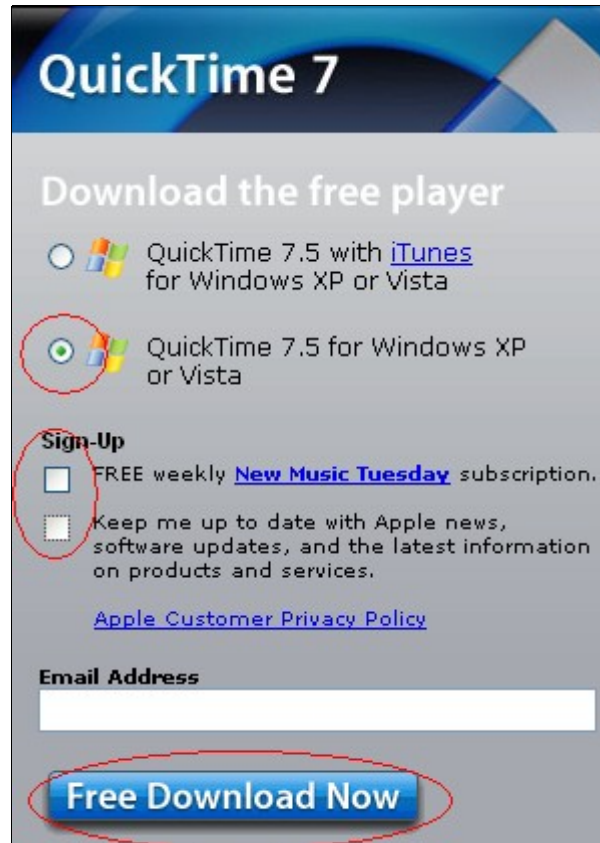 QuickTime 7
Download the free player
QuickTime 7.5 with iTunes
for Windows XP or Vista
QuickTime 7.5 for Windows XP
or Vista
Sign-Up
FREE weekly New Music Tuesday subscription.
Keep me up to date with Apple news,
software updates, and the latest information
on products and services.
Apple Customer Privacy Policy
Email Address
Free Download Now